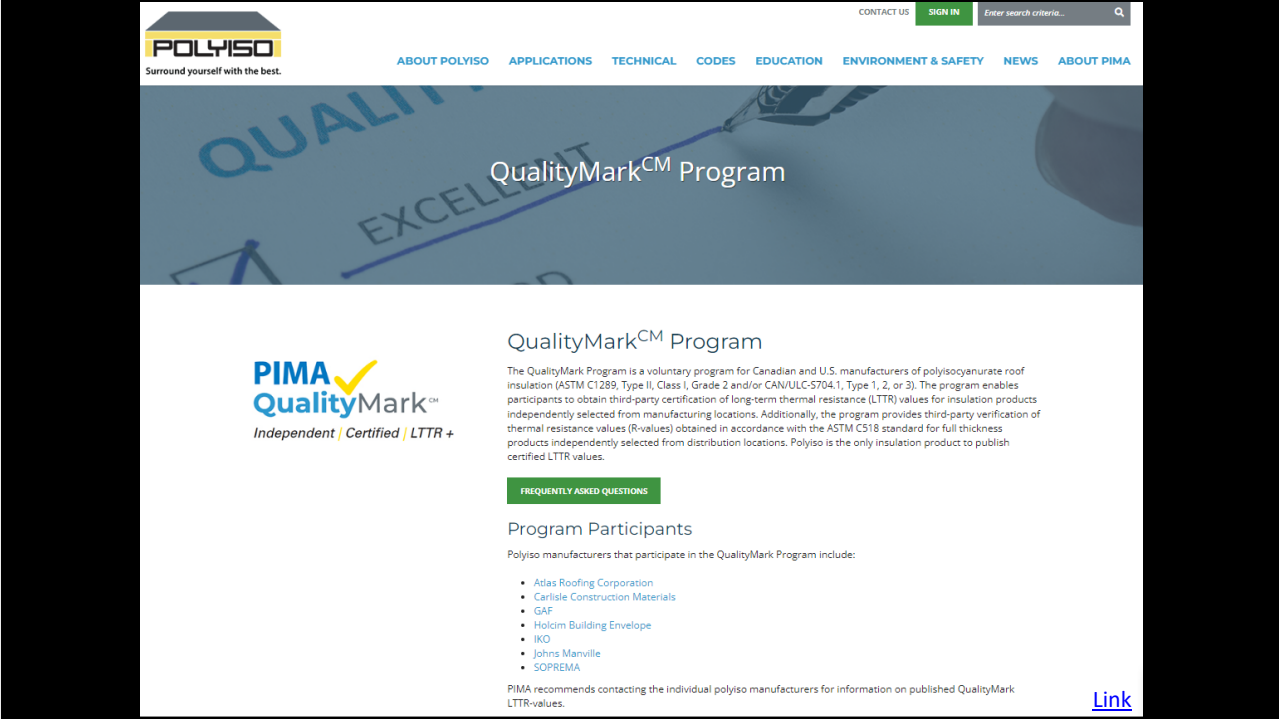 CONTACT US
SIGN IN
Enter search criteria...
POLYISO
Surround yourself with the best.
ABOUT POLYISO APPLICATIONS TECHNICAL CODES EDUCATION ENVIRONMENT & SAFETY NEWS ABOUT PIMA
QUALITY
EXCELLENT
QualityMark^CM Program
PIMA
QualityMark CM
Independent | Certified | LTTR +
QualityMark^CM Program
The QualityMark Program is a voluntary program for Canadian and U.S. manufacturers of polyisocyanurate roof
insulation (ASTM C1289, Type II, Class I, Grade 2 and/or CAN/ULC-S704.1, Type 1, 2, or 3). The program enables
participants to obtain third-party certification of long-term thermal resistance (LTTR) values for insulation products
independently selected from manufacturing locations. Additionally, the program provides third-party verification of
thermal resistance values (R-values) obtained in accordance with the ASTM C518 standard for full thickness
products independently selected from distribution locations. Polyiso is the only insulation product to publish
certified LTTR values.
FREQUENTLY ASKED QUESTIONS
Program Participants
Polyiso manufacturers that participate in the QualityMark Program include:
• Atlas Roofing Corporation
• Carlisle Construction Materials
• GAF
• Holcim Building Envelope
• IKO
• Johns Manville
• SOPREMA
PIMA recommends contacting the individual polyiso manufacturers for information on published QualityMark
LTTR-values.
Link